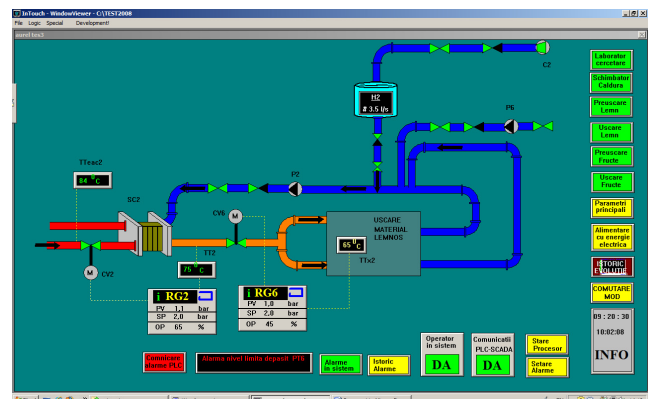 InTouch - WindowViewer - C:\TEST2008
File Logic Special Development!
C2
Laborator
cercetare
Schimbator
Caldura
H2
# 3.5 l/s
Preuscare
Lemn
P6
Uscare
Lemn
TTeac2
84 °C
P2
Preuscare
Fructe
Uscare
Fructe
SC2
CV6
M
USCARE
MATERIAL
LEMNOS
Parametri
principali
65 °C
TTx2
Alimentare
cu energie
electrica
TT2
75 °C
M
CV2
ISTORIC
EVOLUTIE
i RG2
PV 1,1 bar
SP 2,0 bar
OP 65 %
i RG6
PV 1,0 bar
SP 2,0 bar
OP 45 %
COMUTARE
MOD
09 : 20 : 30
10:02:08
INFO
Comnicare
alarme PLC
Alarma nivel limita depasit PT6
Alarme
in sistem
Istoric
Alarme
Operator
in sistem
DA
Comunicatii
PLC-SCADA
DA
Stare
Procesor
Setare
Alarme